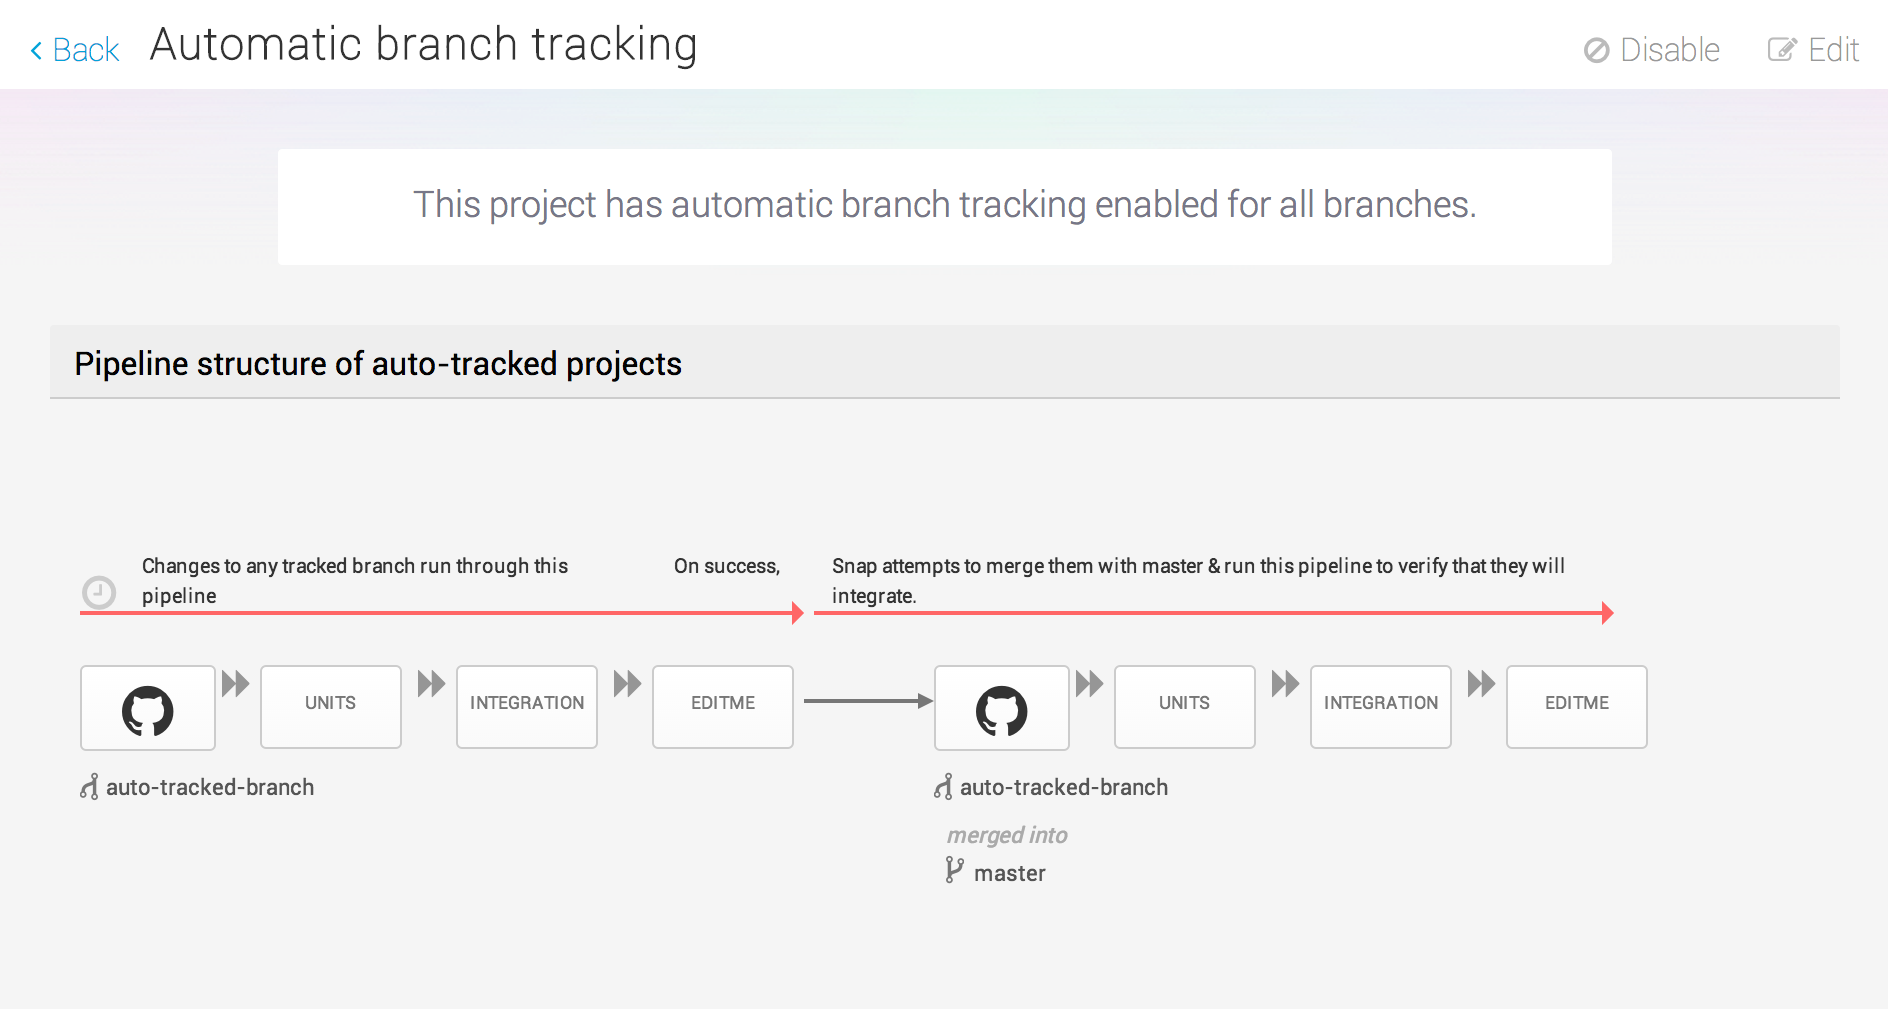 Back
Automatic branch tracking
Disable
Edit
This project has automatic branch tracking enabled for all branches.
Pipeline structure of auto-tracked projects
Changes to any tracked branch run through this
pipeline
On success,
Snap attempts to merge them with master & run this pipeline to verify that they will
integrate.
UNITS
INTEGRATION
EDITME
UNITS
INTEGRATION
EDITME
auto-tracked-branch
auto-tracked-branch
merged into
master